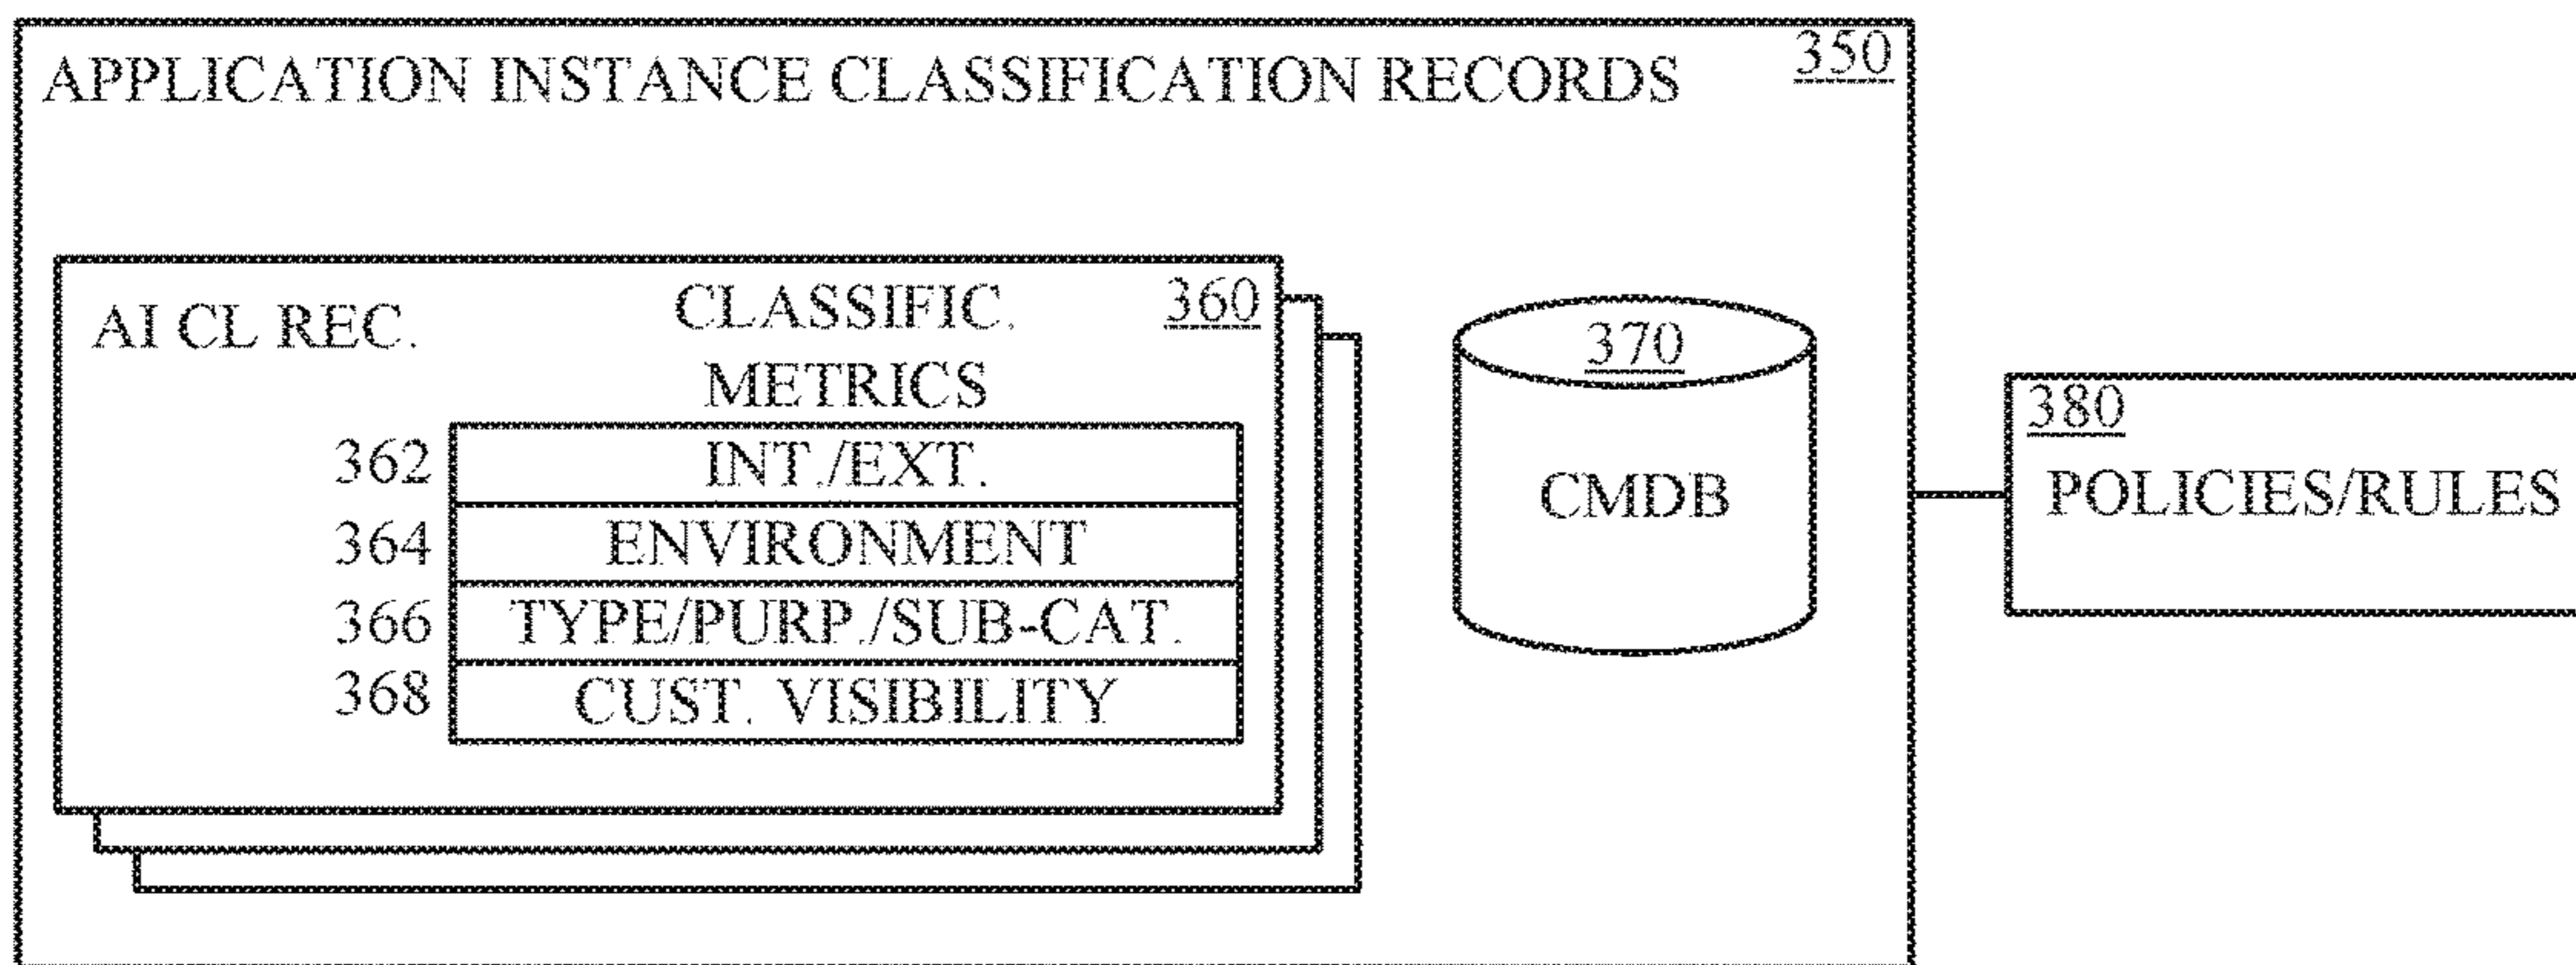 350
APPLICATION INSTANCE CLASSIFICATION RECORDS
360
AI CL REC.
CLASSIFIC.
METRICS
362 INT./EXT.
364 ENVIRONMENT
366 TYPE/PURP./SUB-CAT.
368 CUST. VISIBILITY
370
CMDB
380
POLICIES/RULES